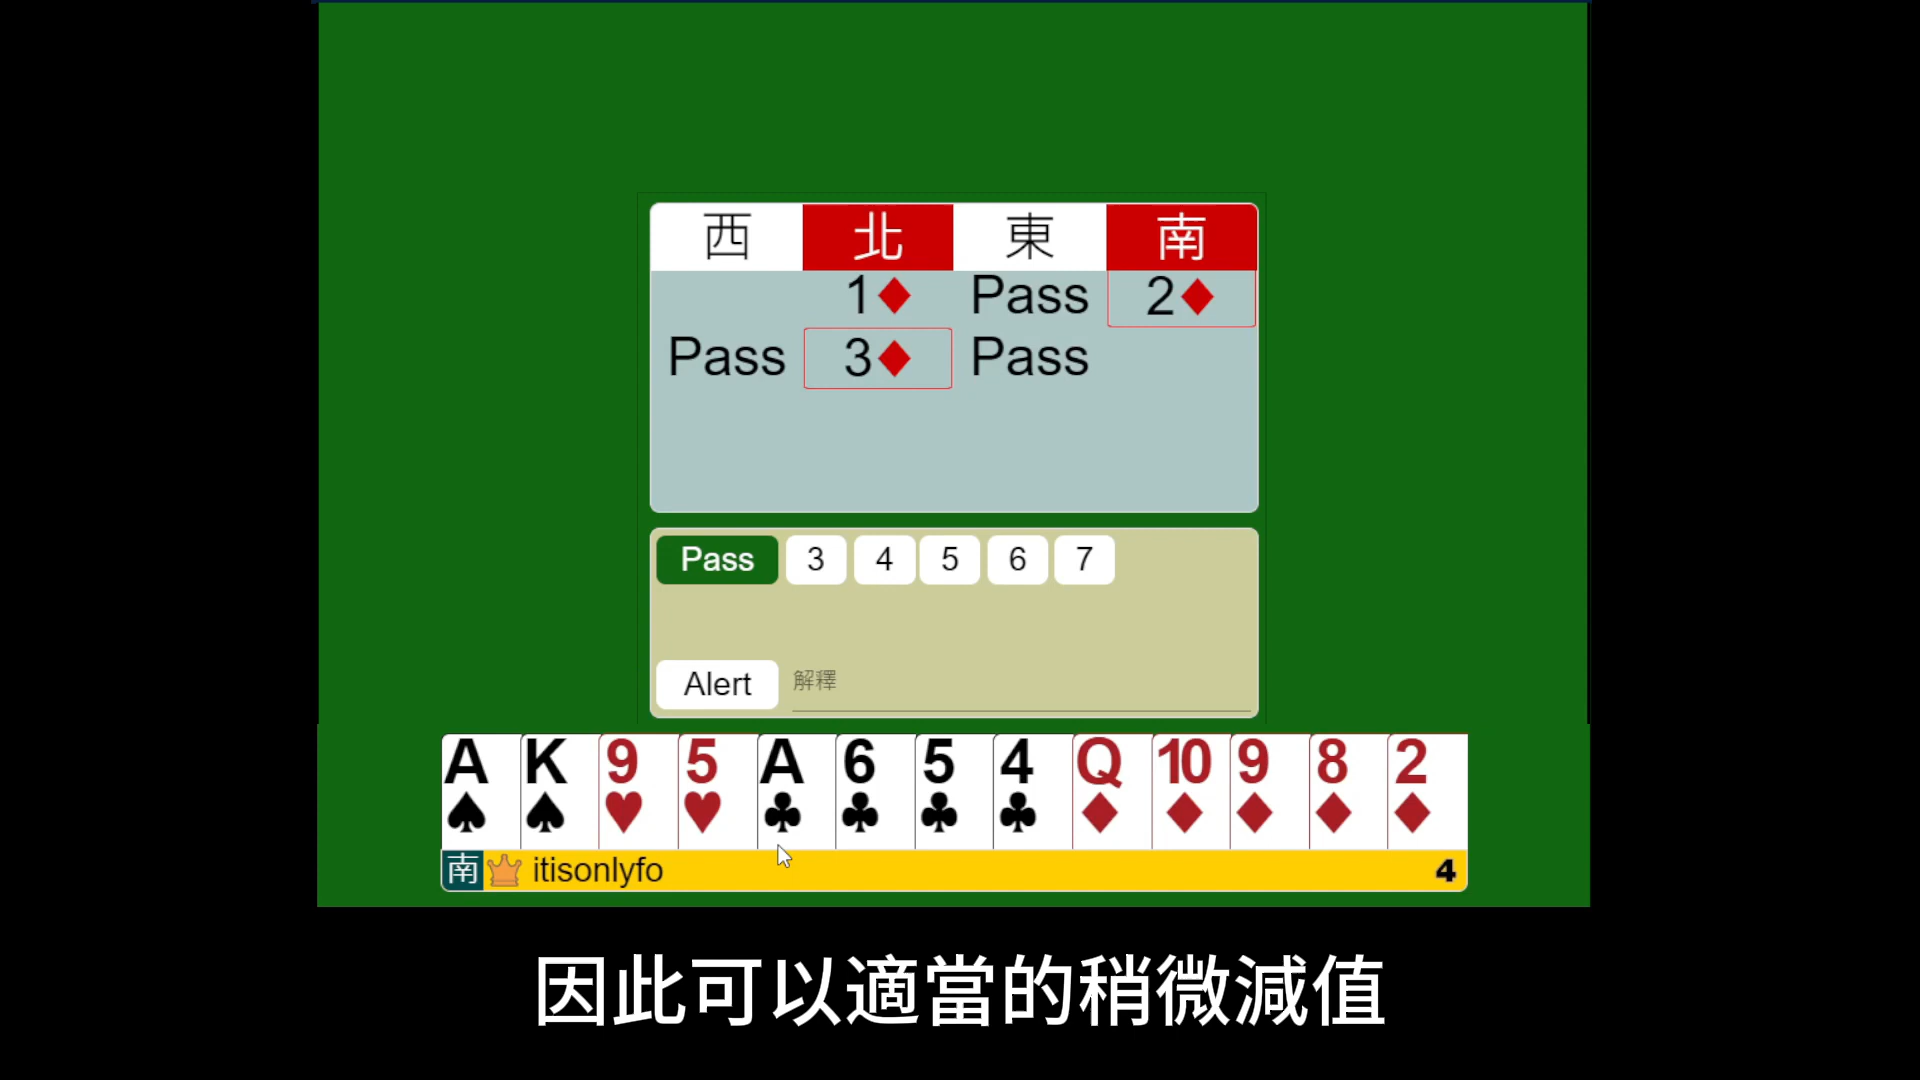 西 北 東 南
1♦ Pass 2♦
Pass 3♦ Pass
Pass 3 4 5 6 7
Alert 解釋
A K 9 5 A 6 5 4 Q 10 9 8 2
♠ ♠ ♥ ♥ ♣ ♣ ♣ ♣ ♦ ♦ ♦ ♦ ♦
南 itisonlyfo 4
因此可以適當的稍微減值